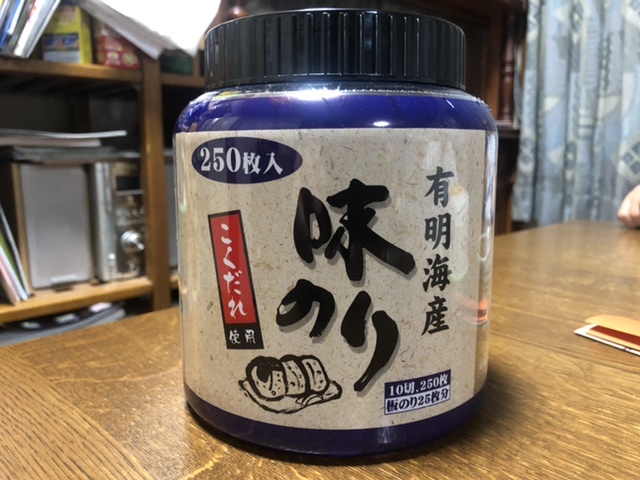 250枚入
有明海産
味のり
こくだれ
使用
10切、250枚
板のり25枚分